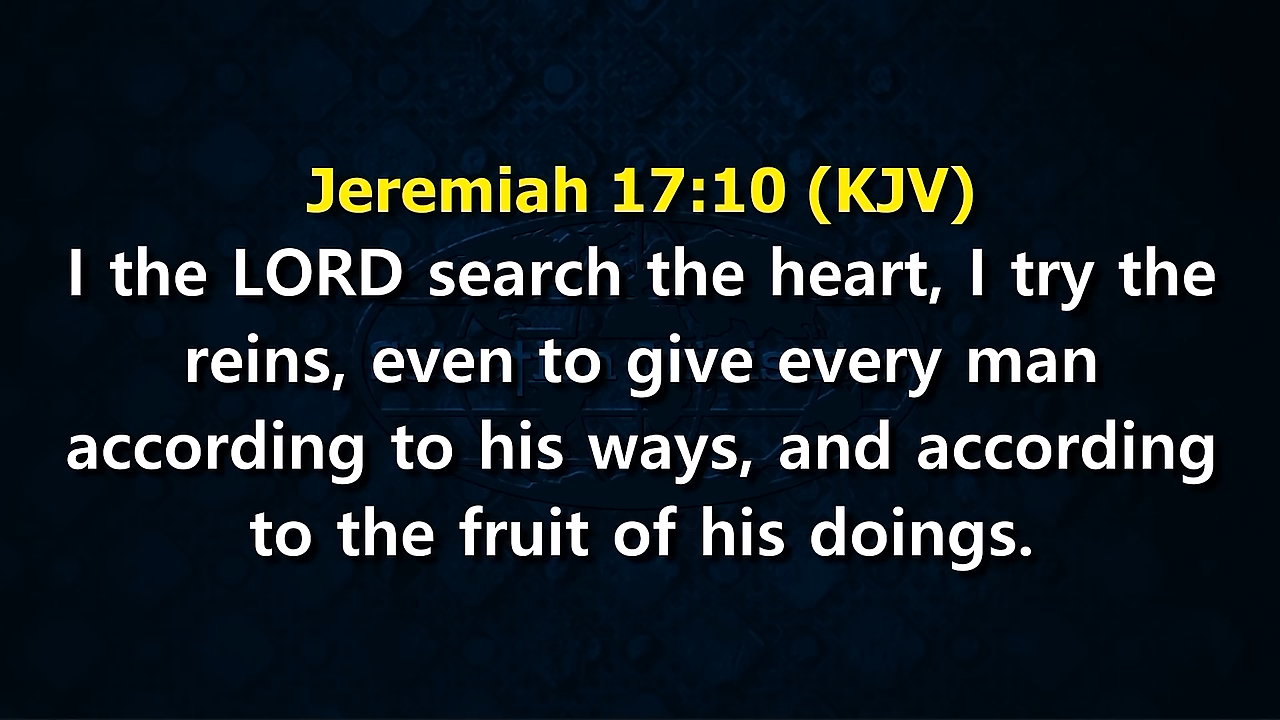 Jeremiah 17:10 (KJV)
I the LORD search the heart, I try the
reins, even to give every man
according to his ways, and according
to the fruit of his doings.